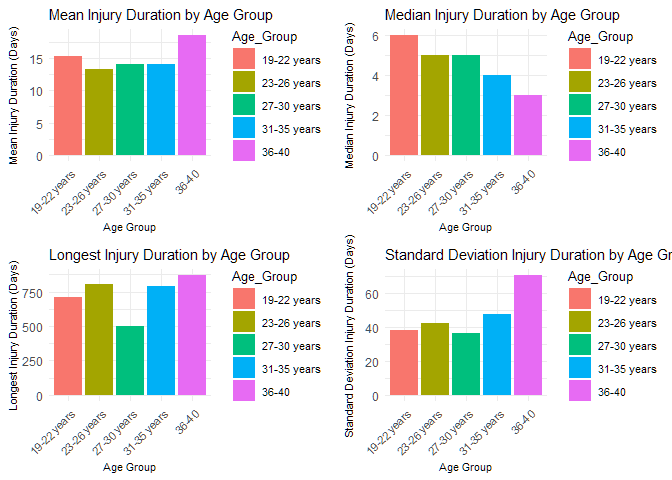 Mean Injury Duration by Age Group
Mean Injury Duration (Days)
15
10
5
0
19-22 years
23-26 years
27-30 years
31-35 years
36-4 0
Age Group
Age_Group
19-22 years
23-26 years
27-30 years
31-35 years
36-40
Median Injury Duration by Age Group
Median Injury Duration (Days)
6
4
2
0
19-22 years
23-26 years
27-30 years
31-35 years
36-4 0
Age Group
Age_Group
19-22 years
23-26 years
27-30 years
31-35 years
36-40
Longest Injury Duration by Age Group
Longest Injury Duration (Days)
750
500
250
0
19-22 years
23-26 years
27-30 years
31-35 years
36-4 0
Age Group
Age_Group
19-22 years
23-26 years
27-30 years
31-35 years
36-40
Standard Deviation Injury Duration by Age Gr
Standard Deviation Injury Duration (Days)
60
40
20
0
19-22 years
23-26 years
27-30 years
31-35 years
36-4 0
Age Group
Age_Group
19-22 years
23-26 years
27-30 years
31-35 years
36-40